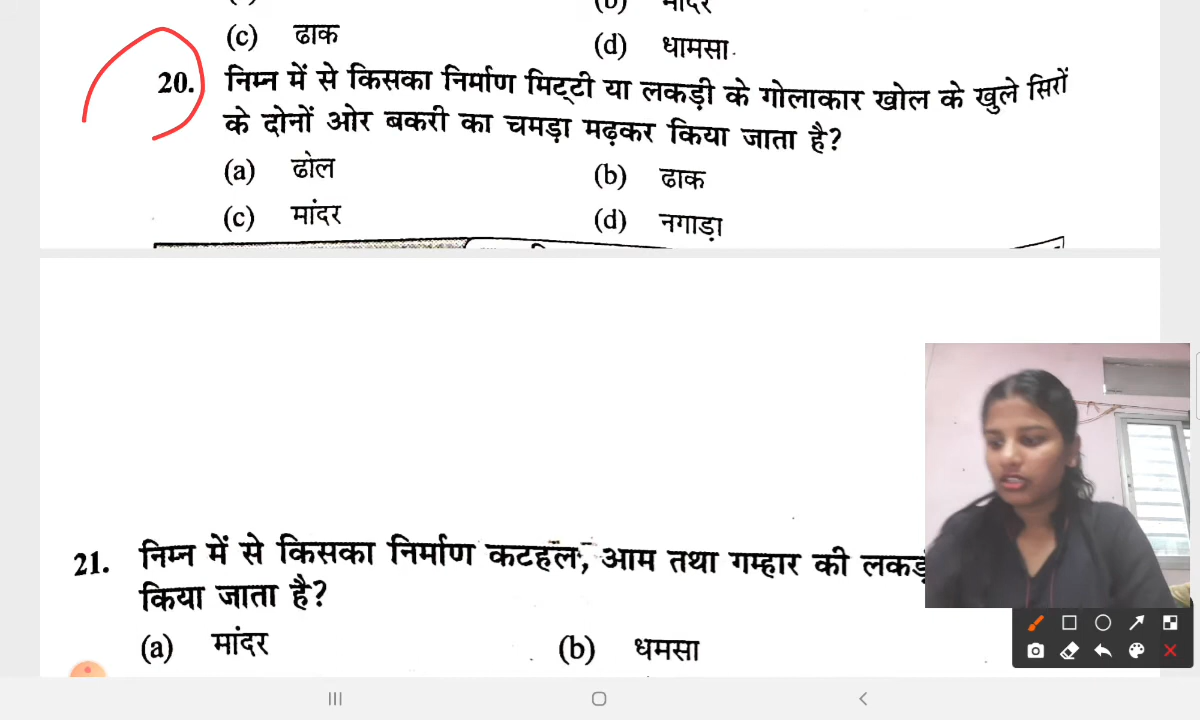 (c) ढाक
(d) धामसा
20. निम्न में से किसका निर्माण मिट्टी या लकड़ी के गोलाकार खोल के खुले सिरों
के दोनों ओर बकरी का चमड़ा मढ़कर किया जाता है?
(a) ढोल
(b) ढाक
(c) मांदर
(d) नगाड़ा
21. निम्न में से किसका निर्माण कटहल, आम तथा गम्हार की
किया जाता है?
(a) मांदर
(b) धमसा